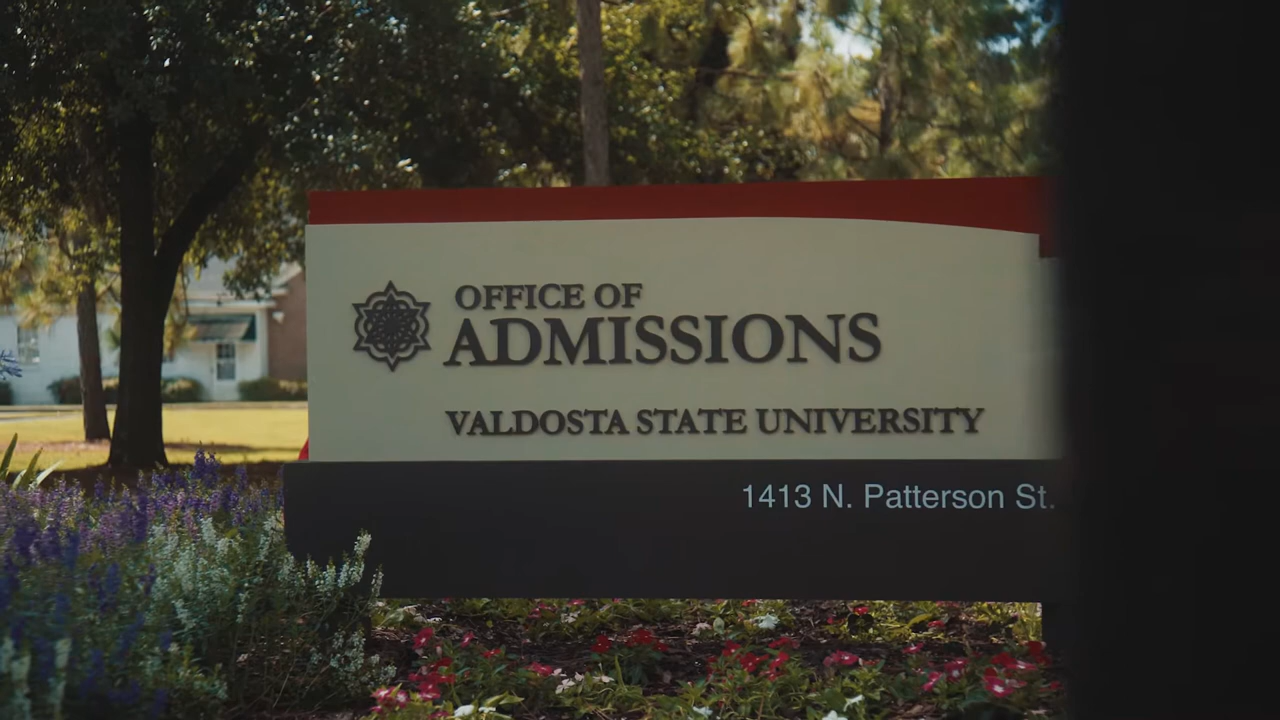 OFFICE OF
ADMISSIONS
VALDOSTA STATE UNIVERSITY
1413 N. Patterson St.